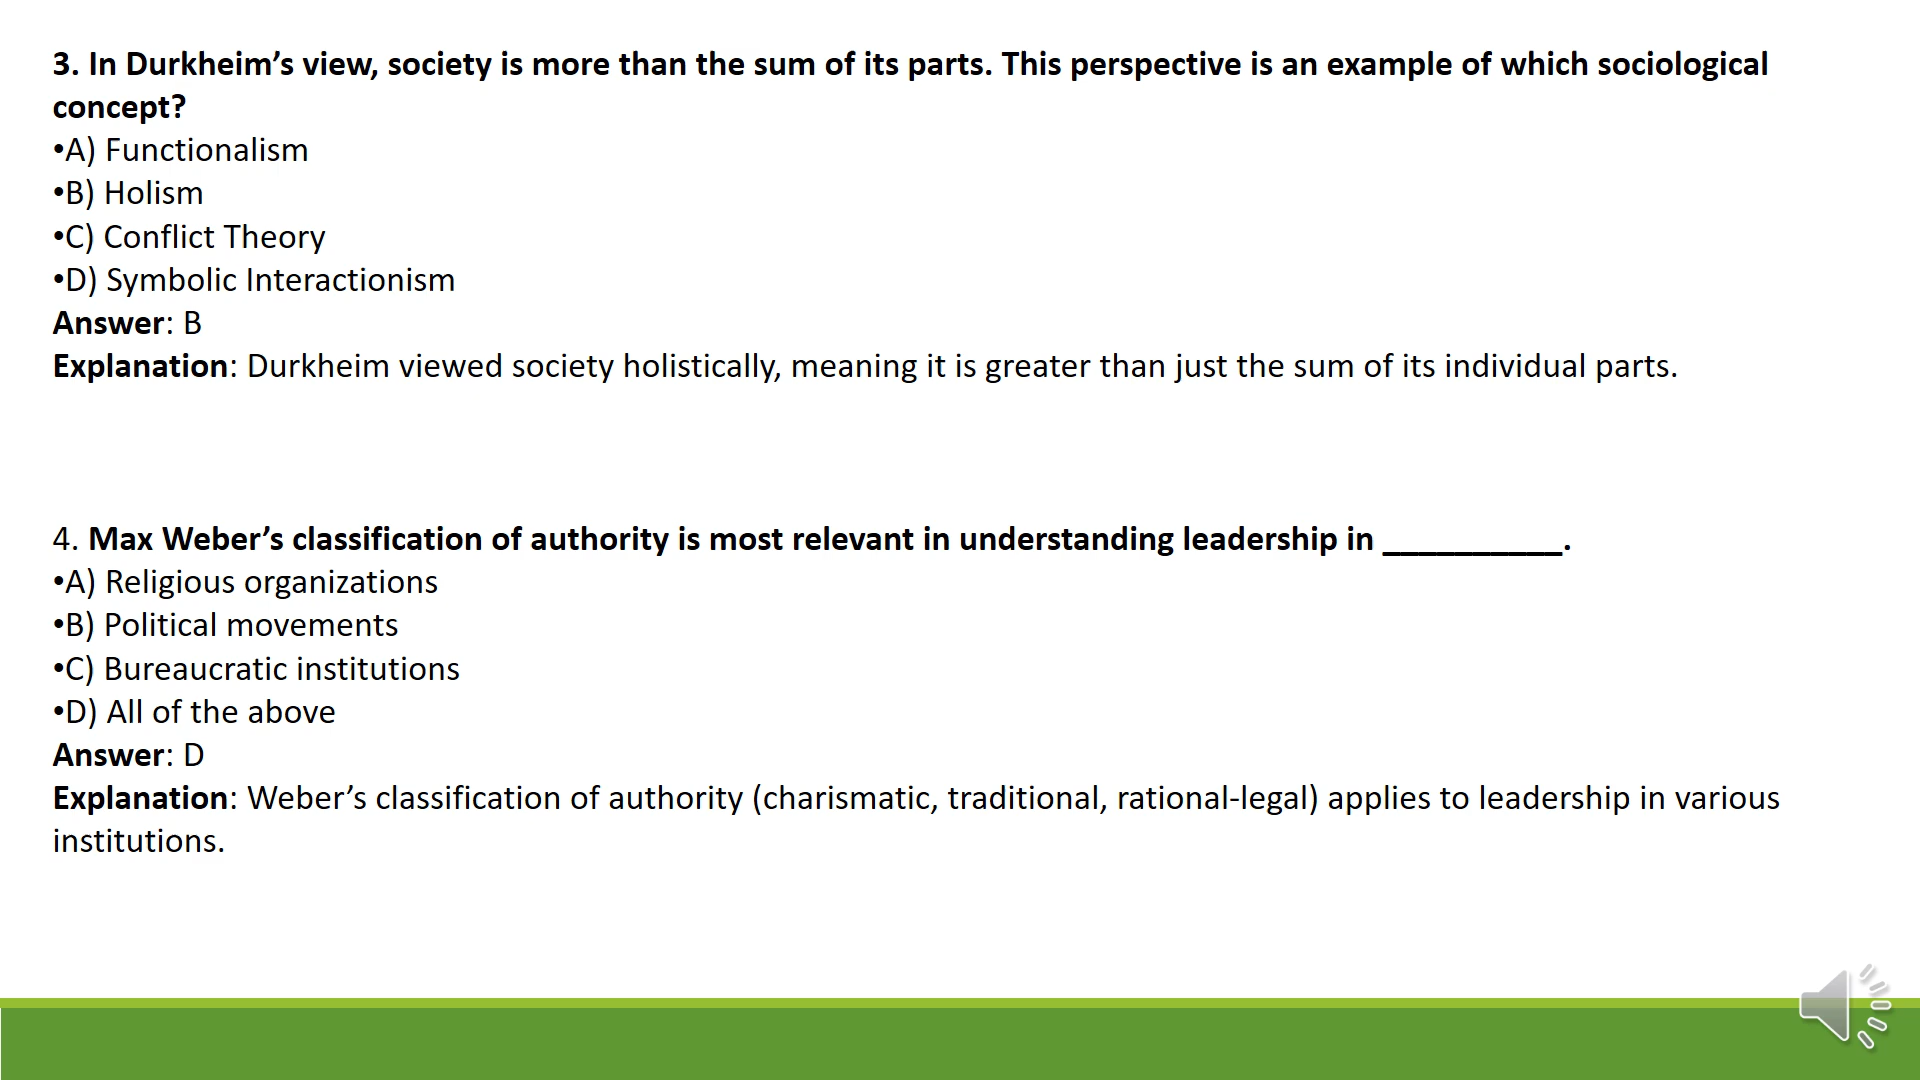 3. In Durkheim’s view, society is more than the sum of its parts. This perspective is an example of which sociological
concept?
•A) Functionalism
•B) Holism
•C) Conflict Theory
•D) Symbolic Interactionism
Answer: B
Explanation: Durkheim viewed society holistically, meaning it is greater than just the sum of its individual parts.
4. Max Weber’s classification of authority is most relevant in understanding leadership in __________.
•A) Religious organizations
•B) Political movements
•C) Bureaucratic institutions
•D) All of the above
Answer: D
Explanation: Weber’s classification of authority (charismatic, traditional, rational-legal) applies to leadership in various
institutions.